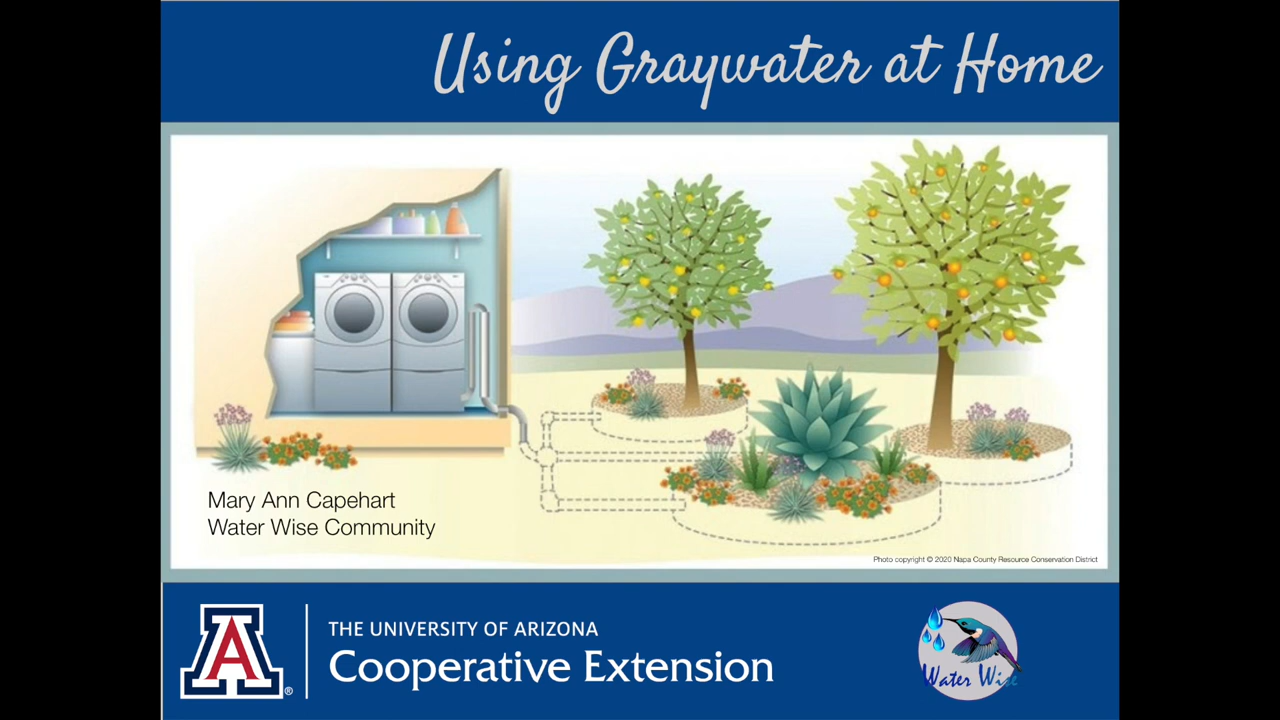 Using Graywater at Home
Mary Ann Capehart
Water Wise Community
Photo copyright © 2020 Napa County Resource Conservation District
A ®
THE UNIVERSITY OF ARIZONA
Cooperative Extension
Water Wise